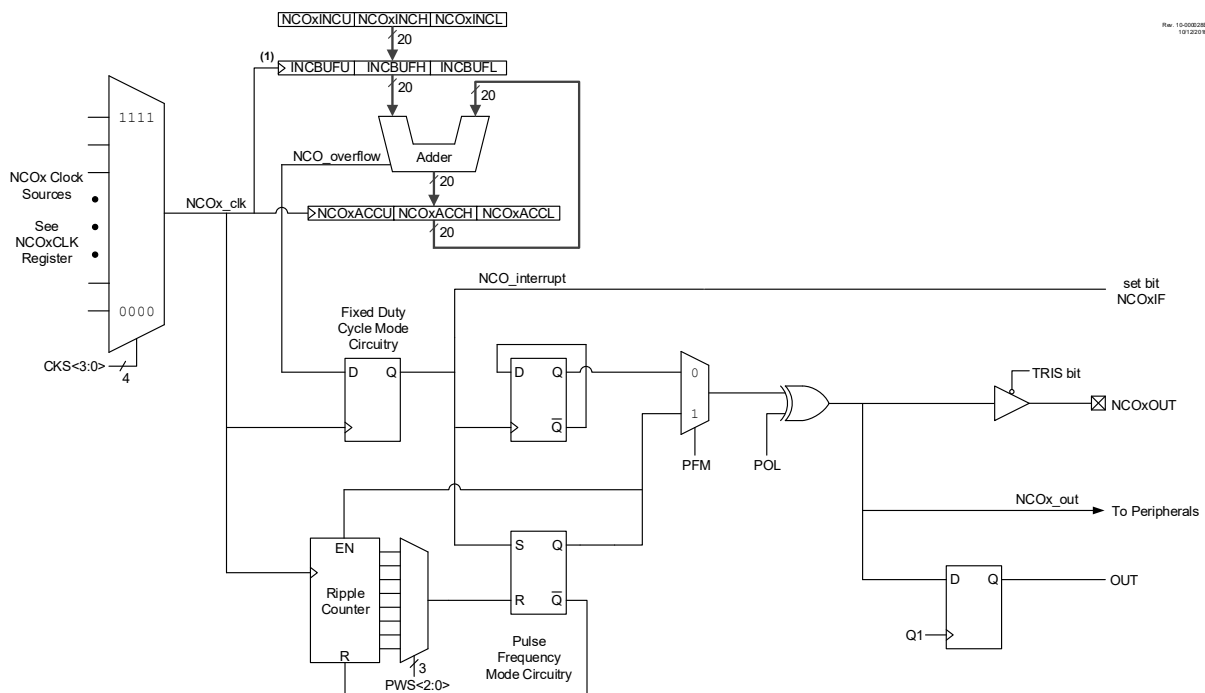 NCOxINCU NCOxINCH NCOxINCL
20
(1)
INCBUFU INCBUFH INCBUFL
20
20
1111
NCO_overflow
Adder
20
NCOx Clock
Sources
NCOx_clk
NCOxACCU NCOxACCH NCOxACCL
20
See
NCOxCLK
Register
NCO_interrupt
set bit
NCOxIF
0000
Fixed Duty
Cycle Mode
Circuitry
CKS<3:0>
4
D Q
D Q
Q
0
1
TRIS bit
NCOxOUT
PFM
POL
NCOx_out
To Peripherals
EN
Ripple
Counter
R
S Q
R Q
D Q
OUT
Q1
Pulse
Frequency
Mode Circuitry
3
PWS<2:0>